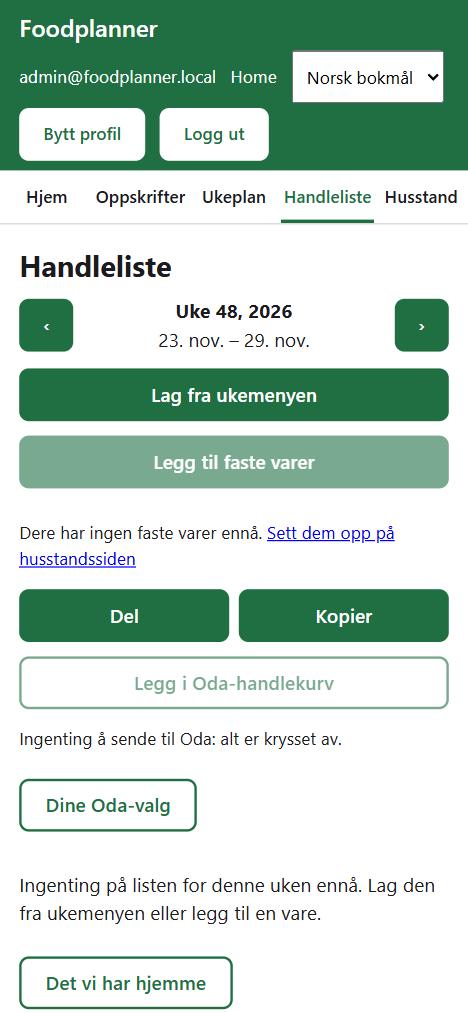 Foodplanner
admin@foodplanner.local Home Norsk bokmål
Bytt profil Logg ut
Hjem Oppskrifter Ukeplan Handleliste Husstand
Handleliste
‹ Uke 48, 2026 ›
23. nov. – 29. nov.
Lag fra ukemenyen
Legg til faste varer
Dere har ingen faste varer ennå. Sett dem opp på
husstandssiden
Del Kopier
Legg i Oda-handlekurv
Ingenting å sende til Oda: alt er krysset av.
Dine Oda-valg
Ingenting på listen for denne uken ennå. Lag den
fra ukemenyen eller legg til en vare.
Det vi har hjemme